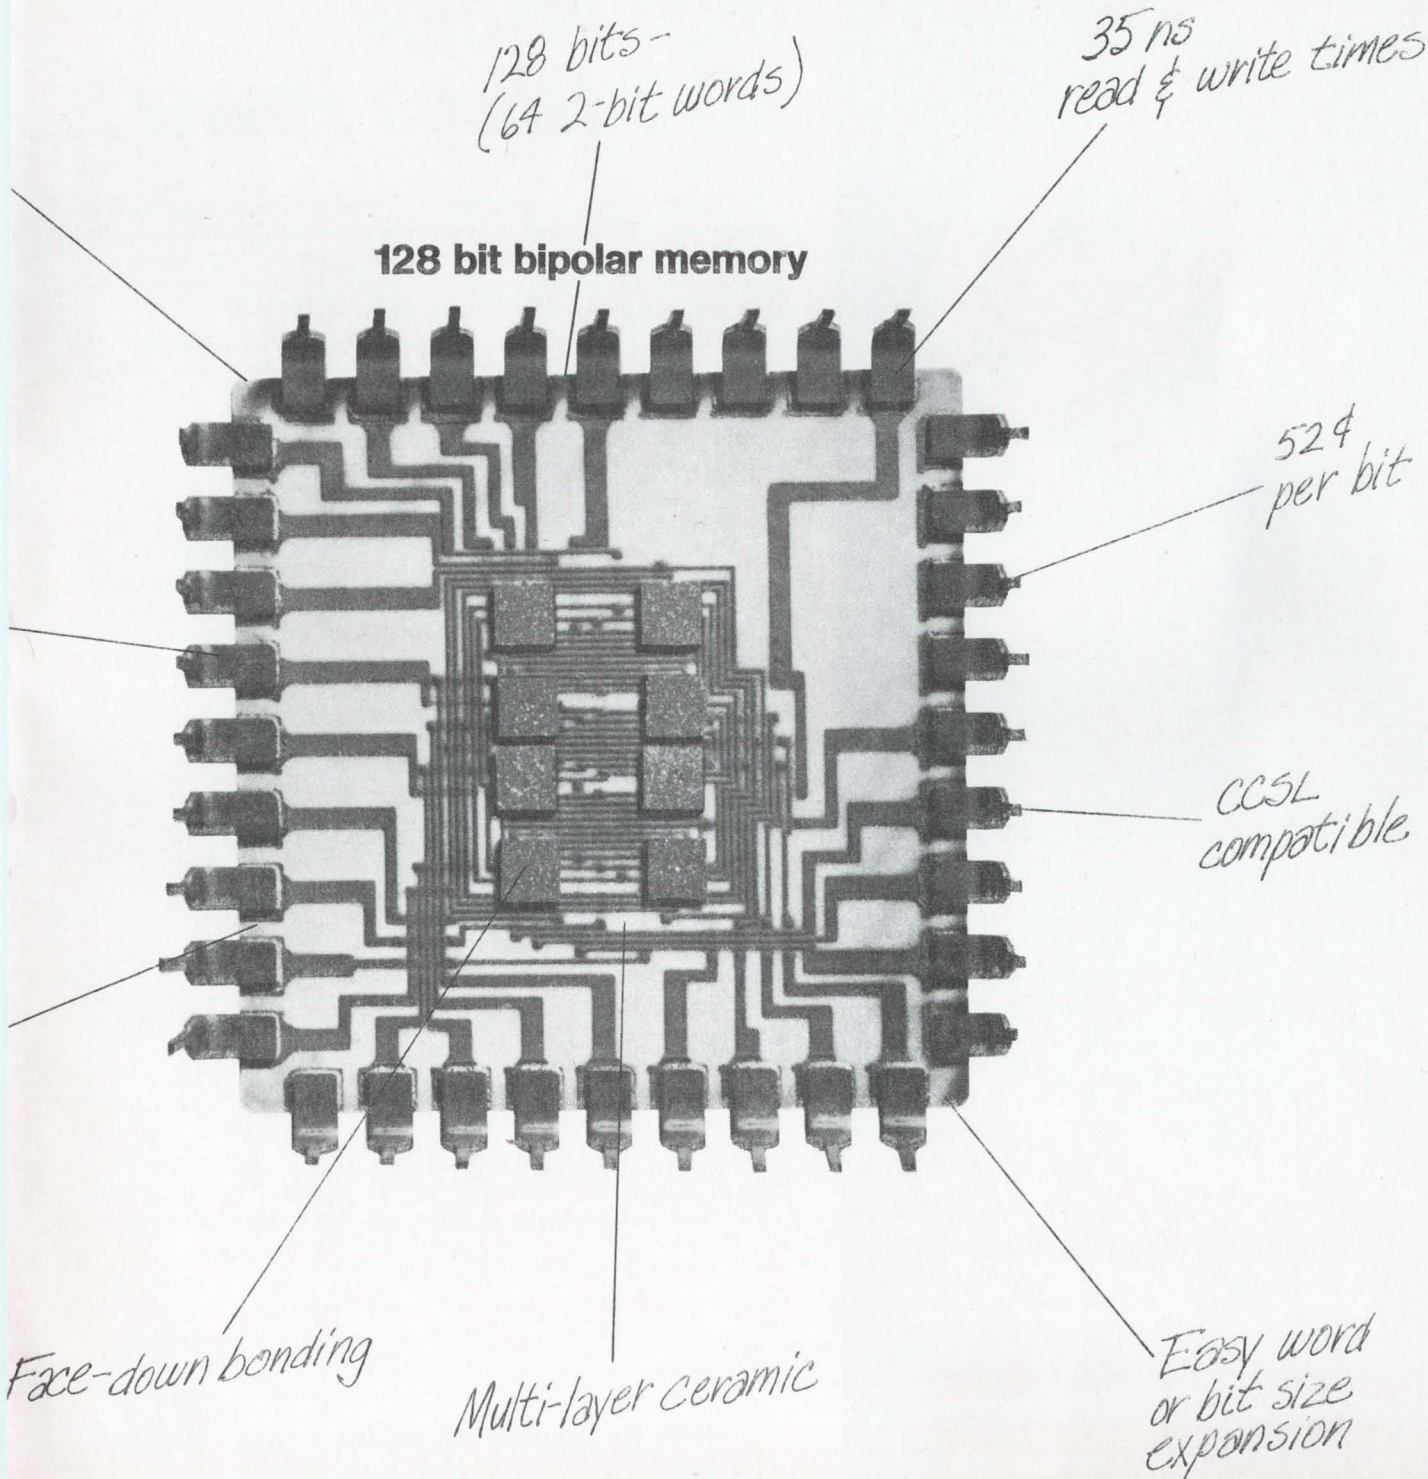 128 bits-
(64 2-bit words)
35 ns
read & write times
128 bit bipolar memory
52¢
per bit
CCSL
compatible
Face-down bonding
Multi-layer ceramic
Easy word
or bit size
expansion